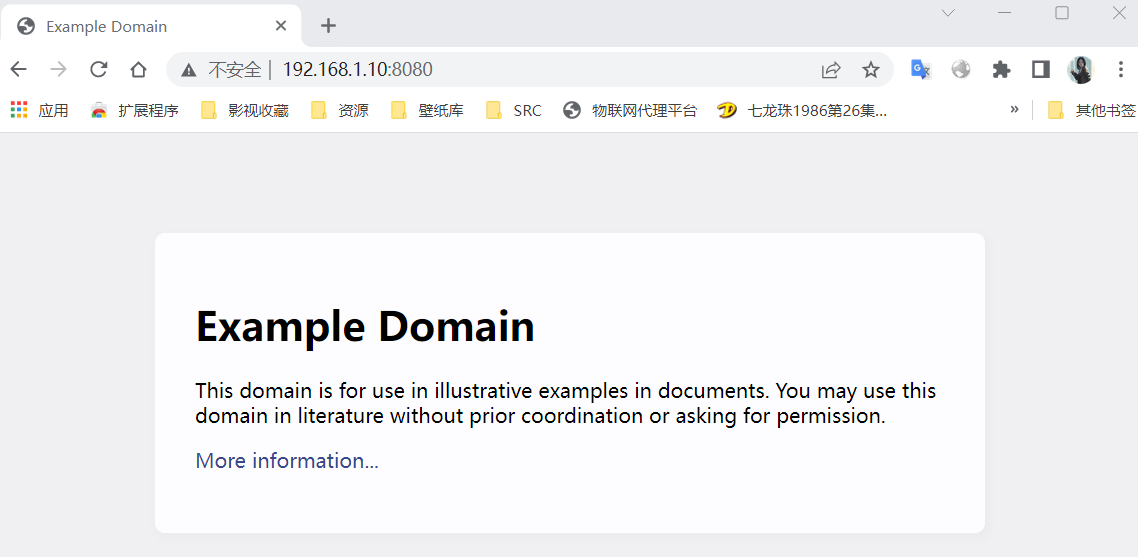 Example Domain
不安全 | 192.168.1.10:8080
应用 扩展程序 影视收藏 资源 壁纸库 SRC 物联网代理平台 七龙珠1986第26集... » 其他书签
Example Domain
This domain is for use in illustrative examples in documents. You may use this
domain in literature without prior coordination or asking for permission.
More information...